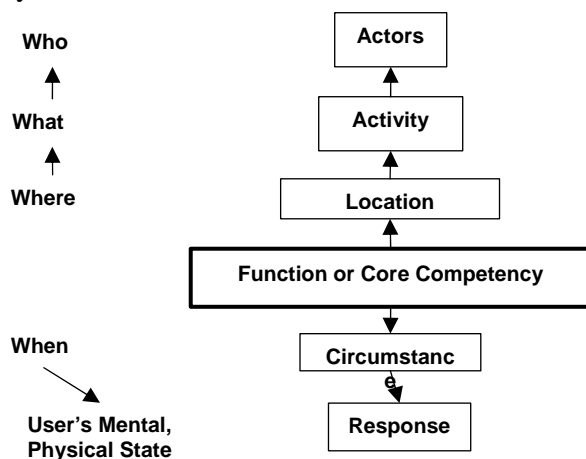 Who
Actors
What
Activity
Where
Location
Function or Core Competency
When
Circumstanc
e
User's Mental,
Physical State
Response